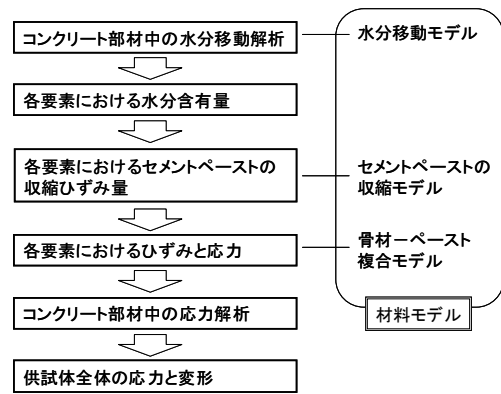 コンクリート部材中の水分移動解析
水分移動モデル
各要素における水分含有量
各要素におけるセメントペーストの
収縮ひずみ量
セメントペーストの
収縮モデル
各要素におけるひずみと応力
骨材－ペースト
複合モデル
コンクリート部材中の応力解析
材料モデル
供試体全体の応力と変形